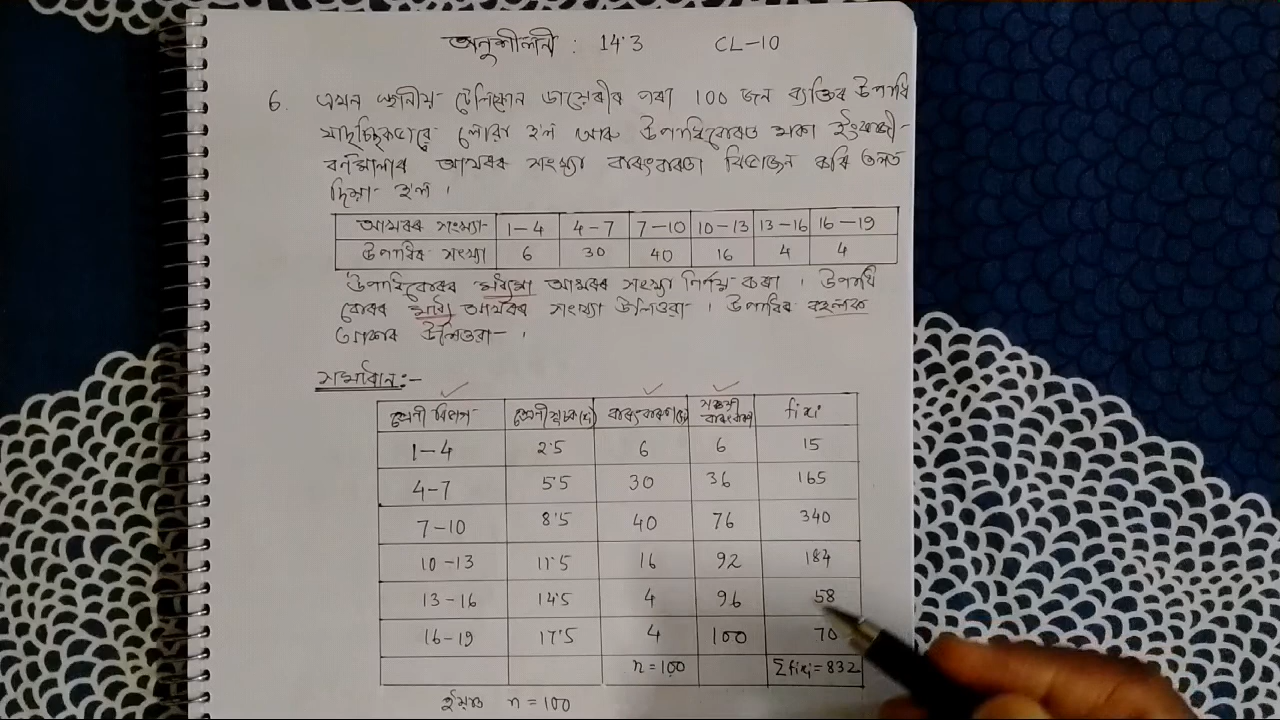 অনুশীলনী : 14.3 CL-10
6. এখন স্থানীয় টেলিফোন ডায়েৰীৰ পৰা 100 জন ব্যক্তিৰ উপাধি
যাদৃচ্ছিকভাৱে লোৱা হ'ল আৰু উপাধিবোৰত থকা ইংৰাজী
বৰ্ণমালাৰ আখৰৰ সংখ্যা বাৰংবাৰতা বিভাজন কৰি তলত
দিয়া হ'ল ।
আখৰৰ সংখ্যা 1-4 4-7 7-10 10-13 13-16 16-19
উপাধিৰ সংখ্যা 6 30 40 16 4 4
উপাধিবোৰৰ মধ্যমা আখৰৰ সংখ্যা নিৰ্ণয় কৰা । উপাধি
বোৰৰ মাধ্য আখৰৰ সংখ্যা উলিওৱা । উপাধিৰ বহুলক
আকাৰ উলিওৱা ।
সমাধান:-
শ্ৰেণী বিভাগ শ্ৰেণী মানক(xi) বাৰংবাৰতা(fi) সঞ্চয়ী বাৰংবাৰতা fixi
1-4 2.5 6 6 15
4-7 5.5 30 36 165
7-10 8.5 40 76 340
10-13 11.5 16 92 184
13-16 14.5 4 96 58
16-19 17.5 4 100 70
n=100 Σfixi=832
ইয়াত n = 100